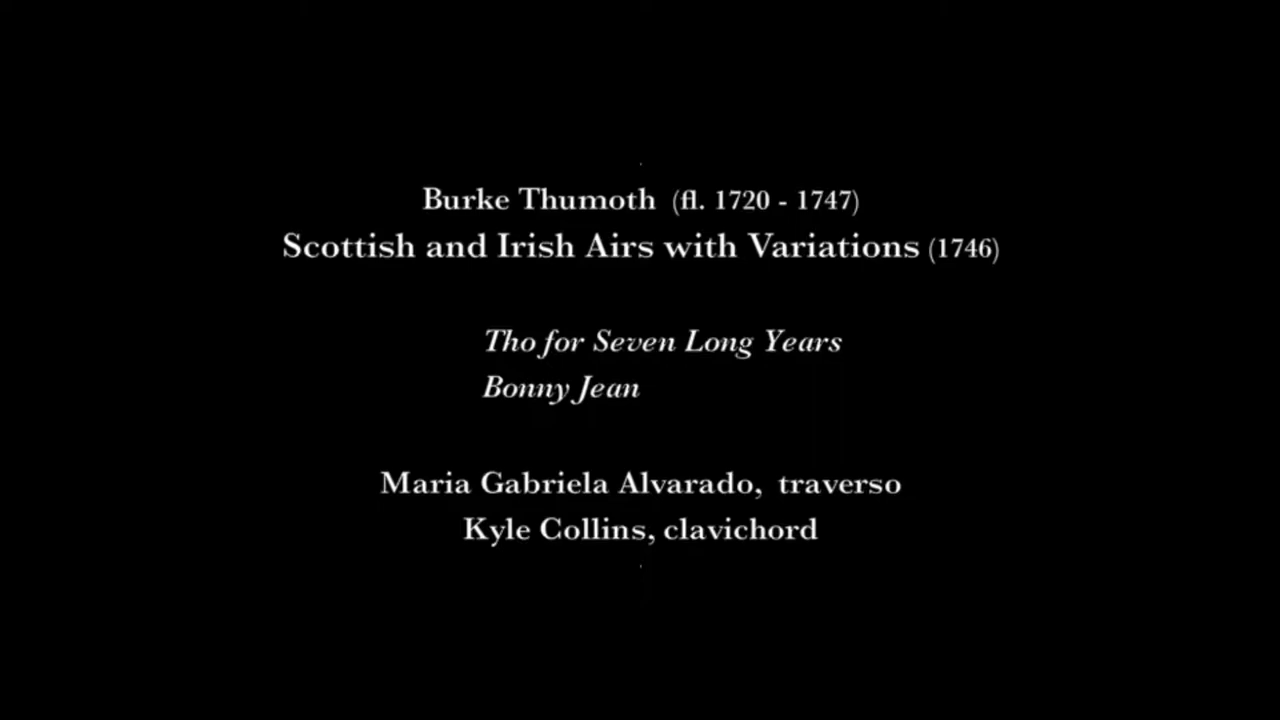 Burke Thumoth (fl. 1720 - 1747)
Scottish and Irish Airs with Variations (1746)
Tho for Seven Long Years
Bonny Jean
Maria Gabriela Alvarado, traverso
Kyle Collins, clavichord